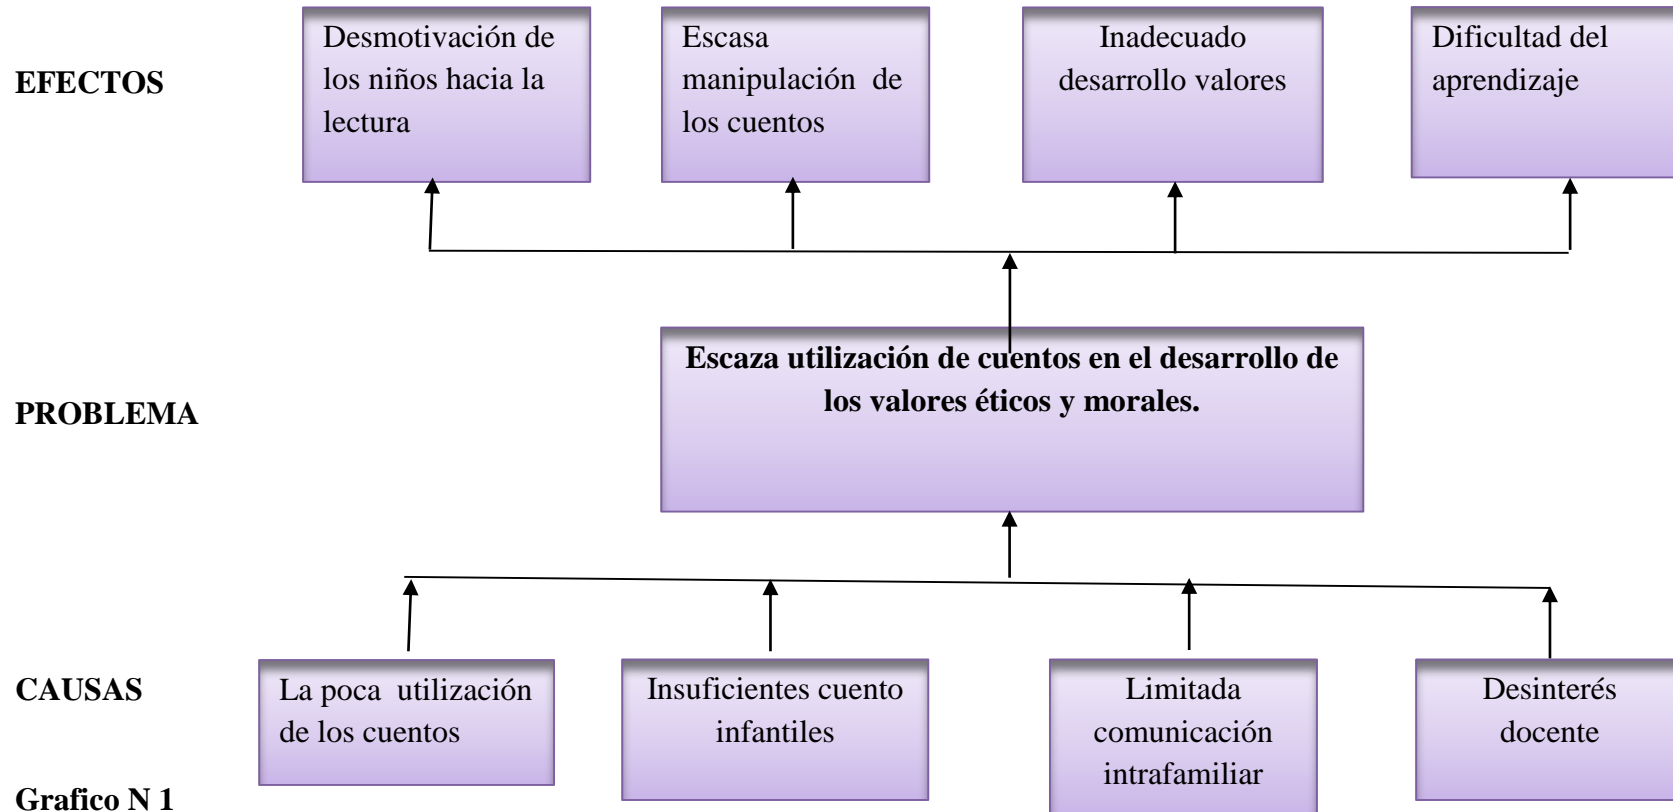 EFECTOS
Desmotivación de
los niños hacia la
lectura
Escasa
manipulación  de
los cuentos
Inadecuado
desarrollo valores
Dificultad del
aprendizaje
PROBLEMA
Escaza utilización de cuentos en el desarrollo de
los valores éticos y morales.
CAUSAS
La poca  utilización
de los cuentos
Insuficientes cuento
infantiles
Limitada
comunicación
intrafamiliar
Desinterés
docente
Grafico N 1